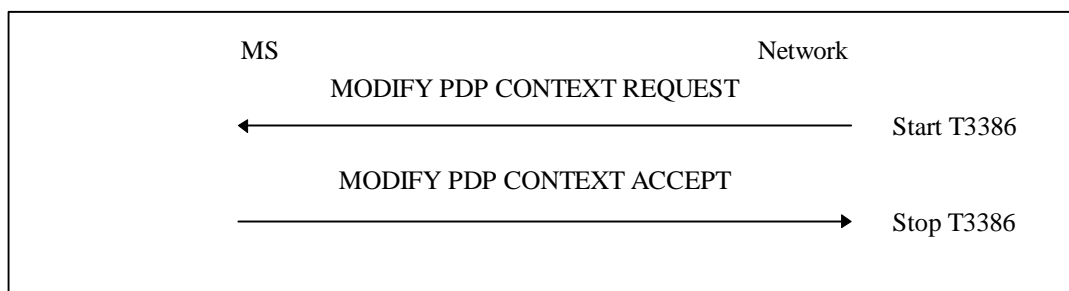 MS Network
MODIFY PDP CONTEXT REQUEST
Start T3386
MODIFY PDP CONTEXT ACCEPT
Stop T3386